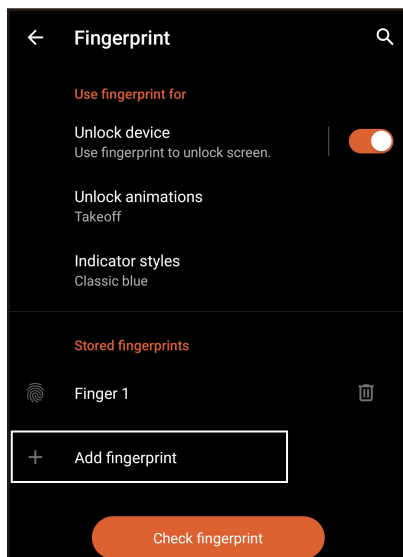 Fingerprint
Use fingerprint for
Unlock device
Use fingerprint to unlock screen.
Unlock animations
Takeoff
Indicator styles
Classic blue
Stored fingerprints
Finger 1
Add fingerprint
Check fingerprint